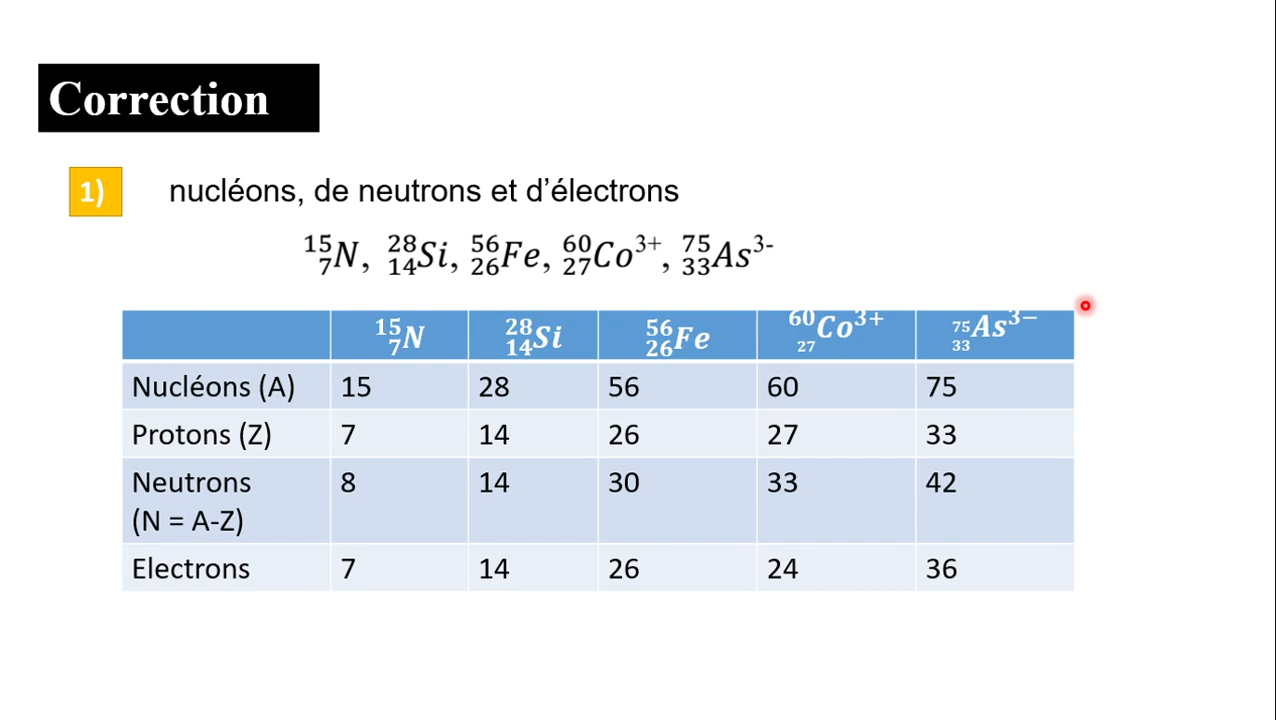 Correction
1) nucléons, de neutrons et d’électrons
¹⁵₇N, ²⁸₁₄Si, ⁵⁶₂₆Fe, ⁶⁰₂₇Co³⁺, ⁷⁵₃₃As³⁻
¹⁵₇N ²⁸₁₄Si ⁵⁶₂₆Fe ⁶⁰₂₇Co³⁺ ⁷⁵₃₃As³⁻
Nucléons (A) 15 28 56 60 75
Protons (Z) 7 14 26 27 33
Neutrons 8 14 30 33 42
(N = A-Z)
Electrons 7 14 26 24 36